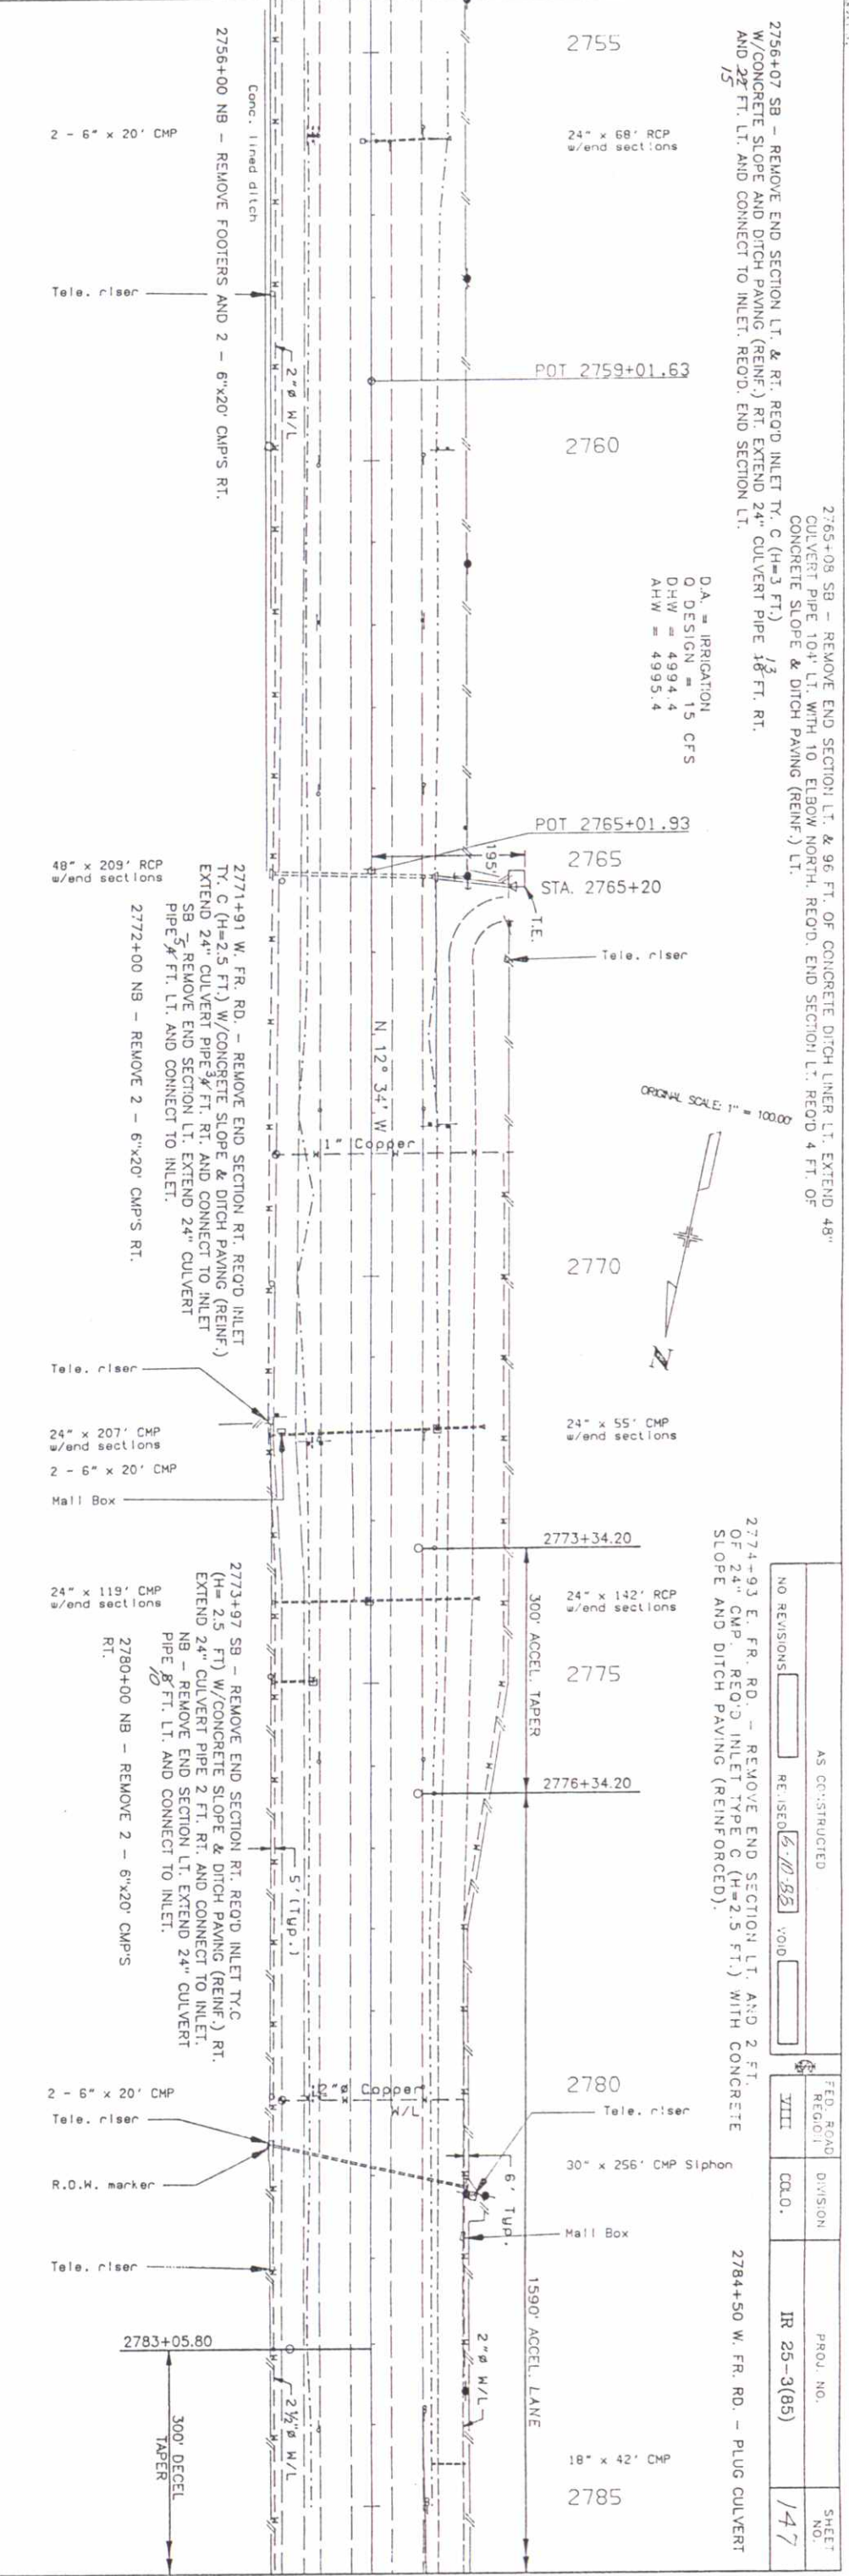 AS CONSTRUCTED
NO REVISIONS
REVISED 6-10-88
VOID
FED. ROAD
REGION
DIVISION
PROJ. NO.
SHEET
NO.
VIII
COLO.
IR 25-3(85)
147
2765+08 SB - REMOVE END SECTION LT. & 96 FT. OF CONCRETE DITCH LINER LT. EXTEND 48"
CULVERT PIPE 104' LT. WITH 10 ELBOW NORTH. REQ'D. END SECTION LT. REQ'D 4 FT. OF
CONCRETE SLOPE & DITCH PAVING (REINF.) LT.
2756+07 SB - REMOVE END SECTION LT. & RT. REQ'D INLET TY. C (H=3 FT.)
W/CONCRETE SLOPE AND DITCH PAVING (REINF.) RT. EXTEND 24" CULVERT PIPE 13 FT. RT.
AND 22 FT. LT. AND CONNECT TO INLET. REQ'D. END SECTION LT.
15
2774+93 E. FR. RD. - REMOVE END SECTION LT. AND 2 FT.
OF 24" CMP. REQ'D INLET TYPE C (H=2.5 FT.) WITH CONCRETE
SLOPE AND DITCH PAVING (REINFORCED).
2784+50 W. FR. RD. - PLUG CULVERT
D.A. = IRRIGATION
Q DESIGN = 15 CFS
DHW = 4994.4
AHW = 4995.4
ORIGINAL SCALE: 1" = 100.00'
N
2755
24" x 68' RCP
w/end sections
POT 2759+01.63
2760
POT 2765+01.93
2765
STA. 2765+20
195'
T.E.
Tele. riser
2770
24" x 55' CMP
w/end sections
2773+34.20
24" x 142' RCP
w/end sections
300' ACCEL. TAPER
2775
2776+34.20
2780
Tele. riser
30" x 256' CMP Siphon
6' Typ.
Mail Box
1590' ACCEL. LANE
2"ø W/L
18" x 42' CMP
2785
N. 12° 34' W.
1" Copper
2"ø Copper
W/L
5' (Typ.)
2"ø W/L
2½"ø W/L
Conc. lined ditch
2 - 6" x 20' CMP
Tele. riser
2756+00 NB - REMOVE FOOTERS AND 2 - 6"x20' CMP'S RT.
48" x 209' RCP
w/end sections
2771+91 W. FR. RD. - REMOVE END SECTION RT. REQ'D INLET
TY. C (H=2.5 FT.) W/CONCRETE SLOPE & DITCH PAVING (REINF.)
EXTEND 24" CULVERT PIPE 3 FT. RT. AND CONNECT TO INLET
SB - REMOVE END SECTION LT. EXTEND 24" CULVERT
PIPE 5 FT. LT. AND CONNECT TO INLET.
2772+00 NB - REMOVE 2 - 6"x20' CMP'S RT.
Tele. riser
24" x 207' CMP
w/end sections
2 - 6" x 20' CMP
Mail Box
24" x 119' CMP
w/end sections
2773+97 SB - REMOVE END SECTION RT. REQ'D INLET TY.C
(H= 2.5 FT) W/CONCRETE SLOPE & DITCH PAVING (REINF.) RT.
EXTEND 24" CULVERT PIPE 2 FT. RT. AND CONNECT TO INLET.
NB - REMOVE END SECTION LT. EXTEND 24" CULVERT
PIPE 8 FT. LT. AND CONNECT TO INLET.
10
2780+00 NB - REMOVE 2 - 6"x20' CMP'S
RT.
2 - 6" x 20' CMP
Tele. riser
R.O.W. marker
Tele. riser
2783+05.80
300' DECEL
TAPER